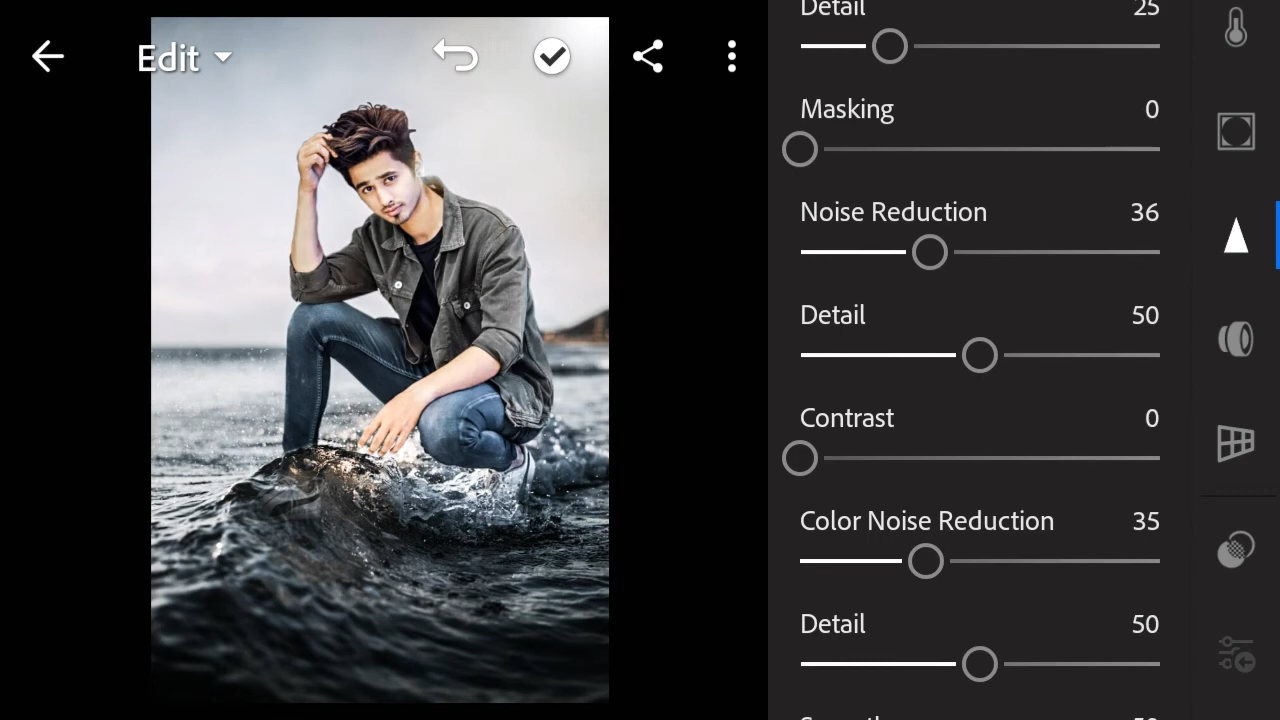 Edit
Detail 25
Masking 0
Noise Reduction 36
Detail 50
Contrast 0
Color Noise Reduction 35
Detail 50